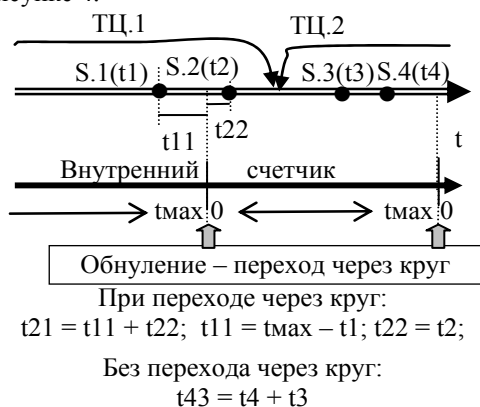 ТЦ.1 ТЦ.2
S.1(t1) S.2(t2) S.3(t3) S.4(t4)
t11 t22 t
Внутренний счетчик
tмах 0 tмах 0
Обнуление – переход через круг
При переходе через круг:
t21 = t11 + t22; t11 = tмах – t1; t22 = t2;
Без перехода через круг:
t43 = t4 + t3